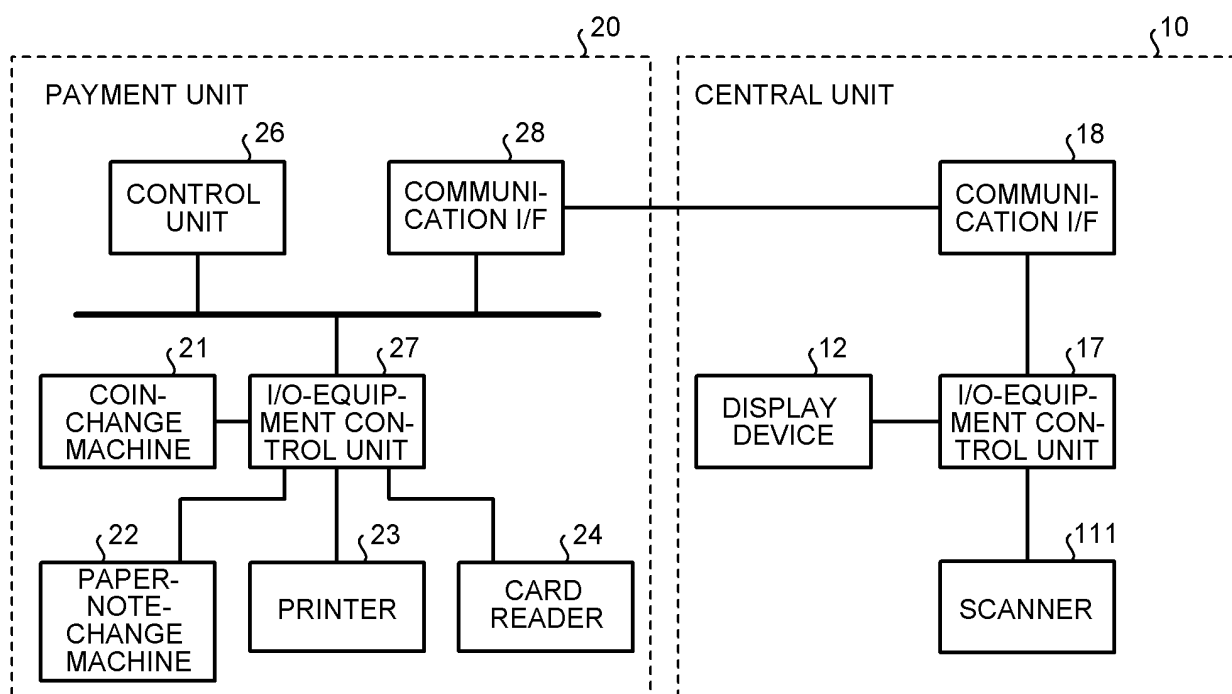 20
10
PAYMENT UNIT
CENTRAL UNIT
26
28
18
CONTROL
UNIT
COMMUNI-
CATION I/F
COMMUNI-
CATION I/F
21
27
12
17
COIN-
CHANGE
MACHINE
I/O-EQUIP-
MENT CON-
TROL UNIT
DISPLAY
DEVICE
I/O-EQUIP-
MENT CON-
TROL UNIT
22
23
24
111
PAPER-
NOTE-
CHANGE
MACHINE
PRINTER
CARD
READER
SCANNER